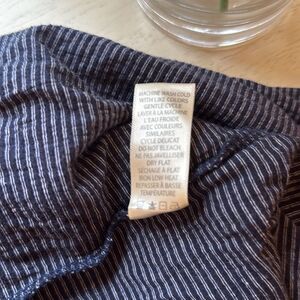 MACHINE WASH COLD
WITH LIKE COLORS
GENTLE CYCLE
LAVER À LA MACHINE
L'EAU FROIDE
AVEC COULEURS
SIMILAIRES
CYCLE DÉLICAT
DO NOT BLEACH,
NE PAS JAVELLISER
DRY FLAT
SÉCHAGE À FLAT
IRON LOW HEAT
REPASSER À BASSE
TEMPÉRATURE